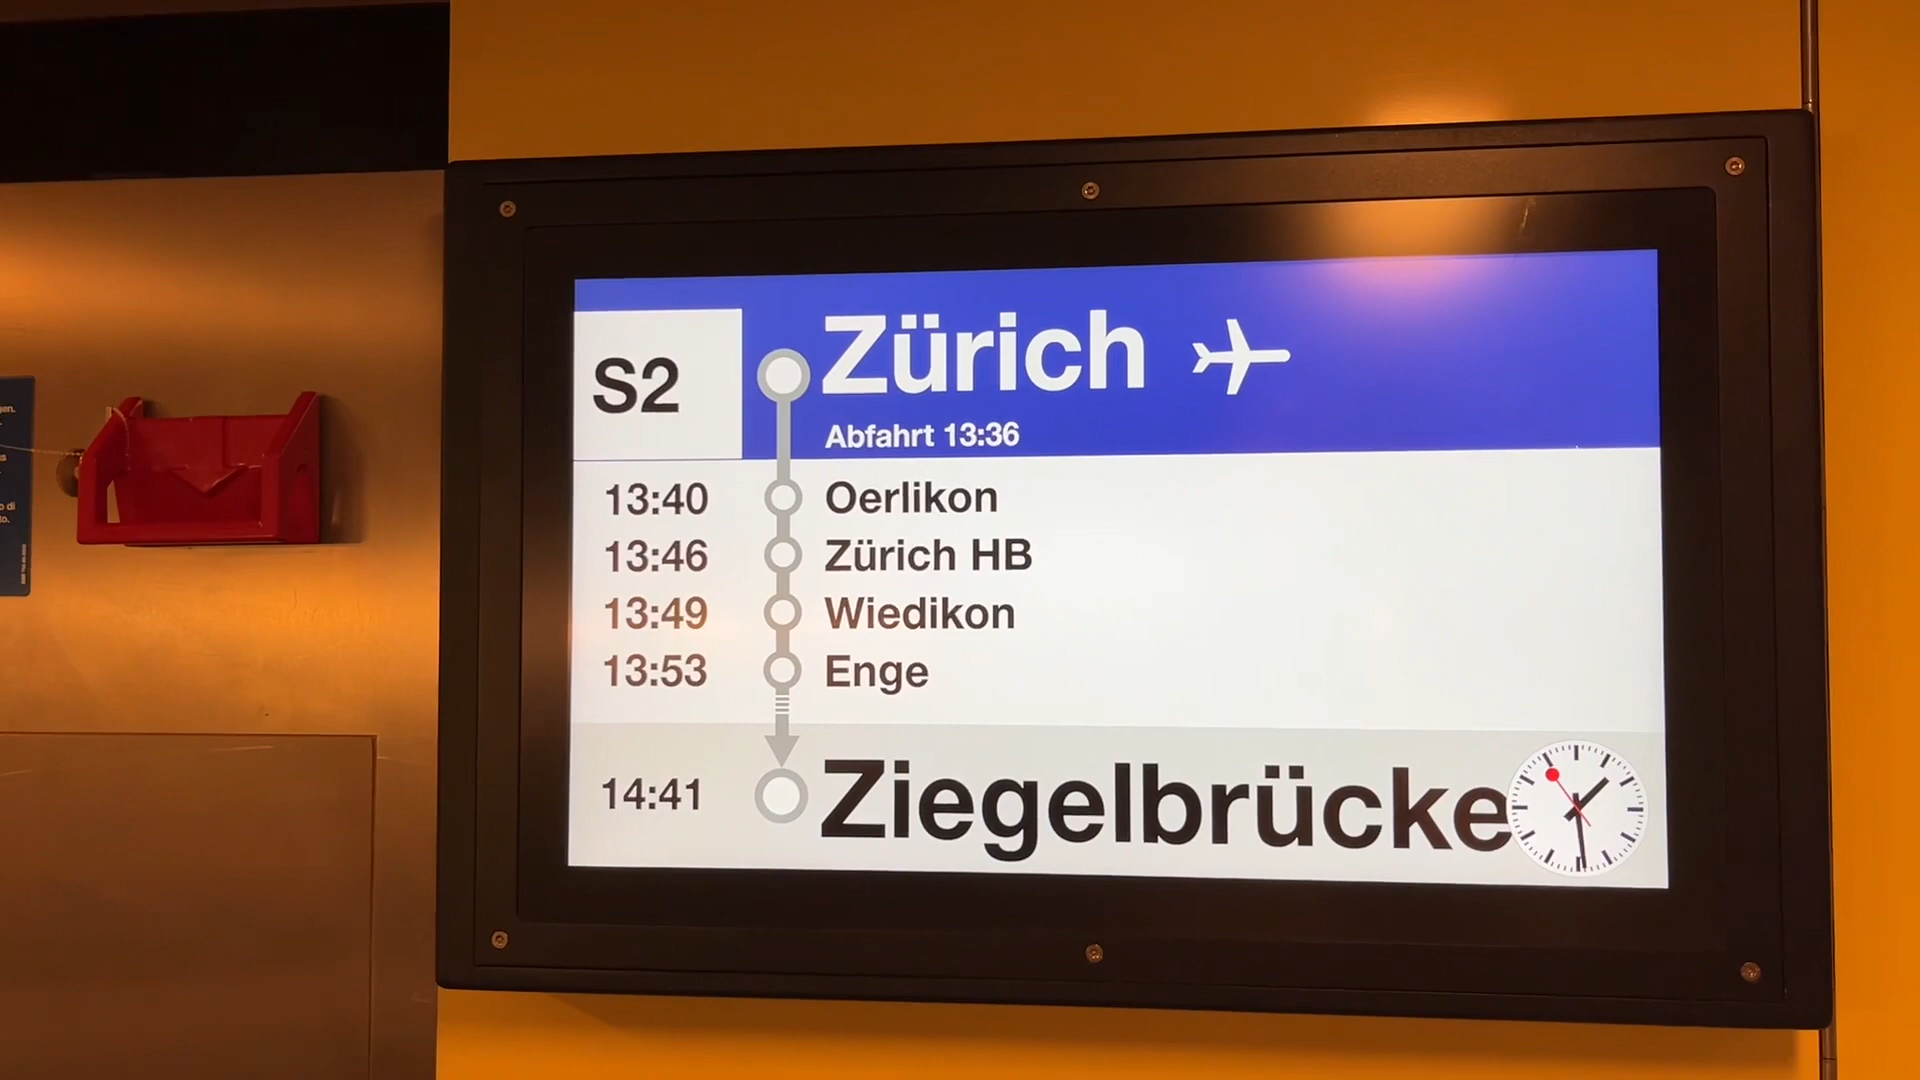 S2
Zürich
Abfahrt 13:36
13:40 Oerlikon
13:46 Zürich HB
13:49 Wiedikon
13:53 Enge
14:41 Ziegelbrücke